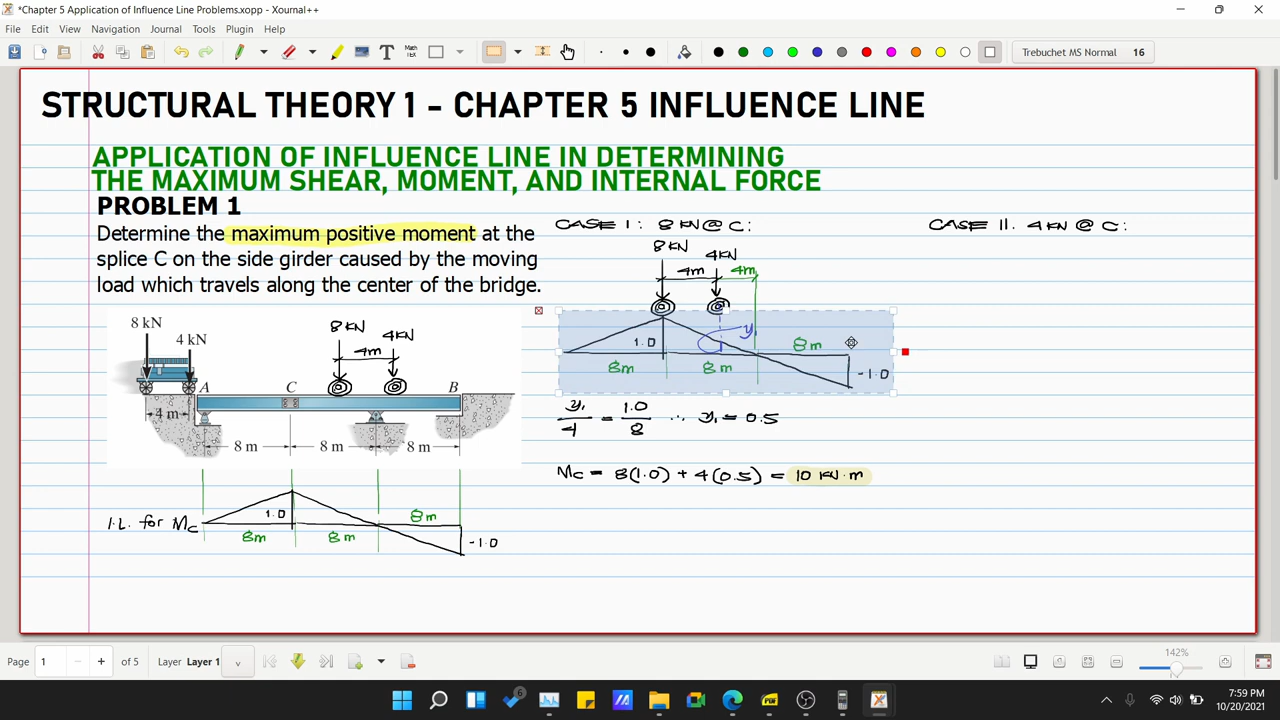 *Chapter 5 Application of Influence Line Problems.xopp - Xournal++
File Edit View Navigation Journal Tools Plugin Help
Trebuchet MS Normal 16
STRUCTURAL THEORY 1 - CHAPTER 5 INFLUENCE LINE
APPLICATION OF INFLUENCE LINE IN DETERMINING
THE MAXIMUM SHEAR, MOMENT, AND INTERNAL FORCE
PROBLEM 1
Determine the maximum positive moment at the
splice C on the side girder caused by the moving
load which travels along the center of the bridge.
8 kN
4 kN
8 KN
4KN
4m
A C B
4 m
8 m 8 m 8 m
I.L. for Mc
1.0
8m 8m 8m
-1.0
CASE I: 8 KN @ C:
8 KN
4KN
4m 4m
1.0
y1
8m 8m 8m
-1.0
y1/4 = 1.0/8 ∴ y1 = 0.5
Mc = 8(1.0) + 4(0.5) = 10 KN·m
CASE II. 4 KN @ C:
Page 1 of 5 Layer Layer 1
142%
6
7:59 PM
10/20/2021